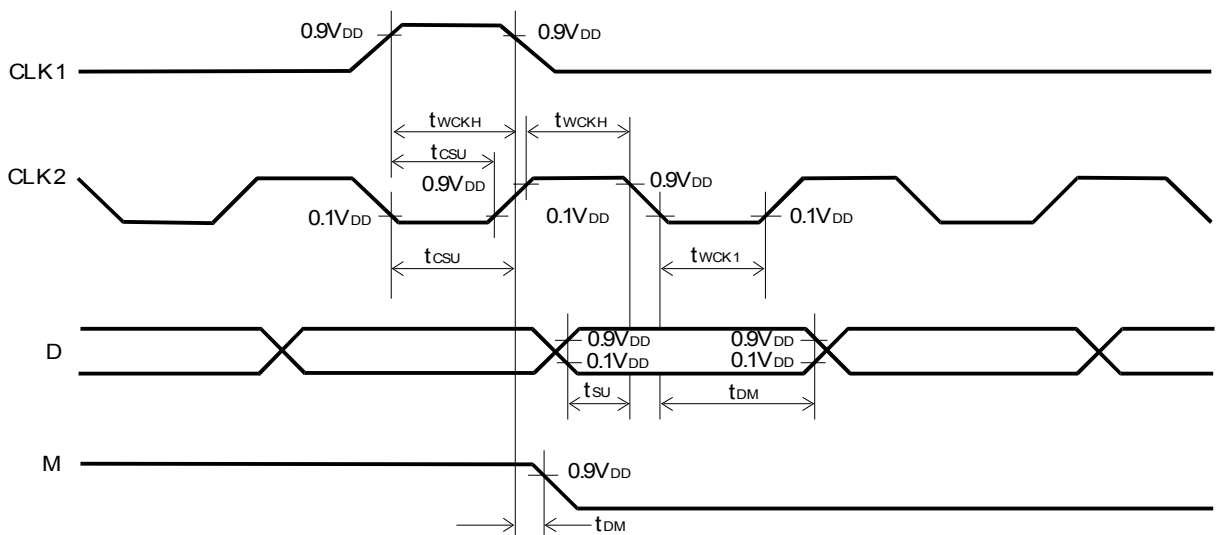 0.9VDD
0.9VDD
CLK1
tWCKH
tWCKH
tCSU
CLK2
0.9VDD
0.9VDD
0.1VDD
0.1VDD
0.1VDD
tCSU
tWCK1
D
0.9VDD
0.9VDD
0.1VDD
0.1VDD
tSU
tDM
M
0.9VDD
tDM